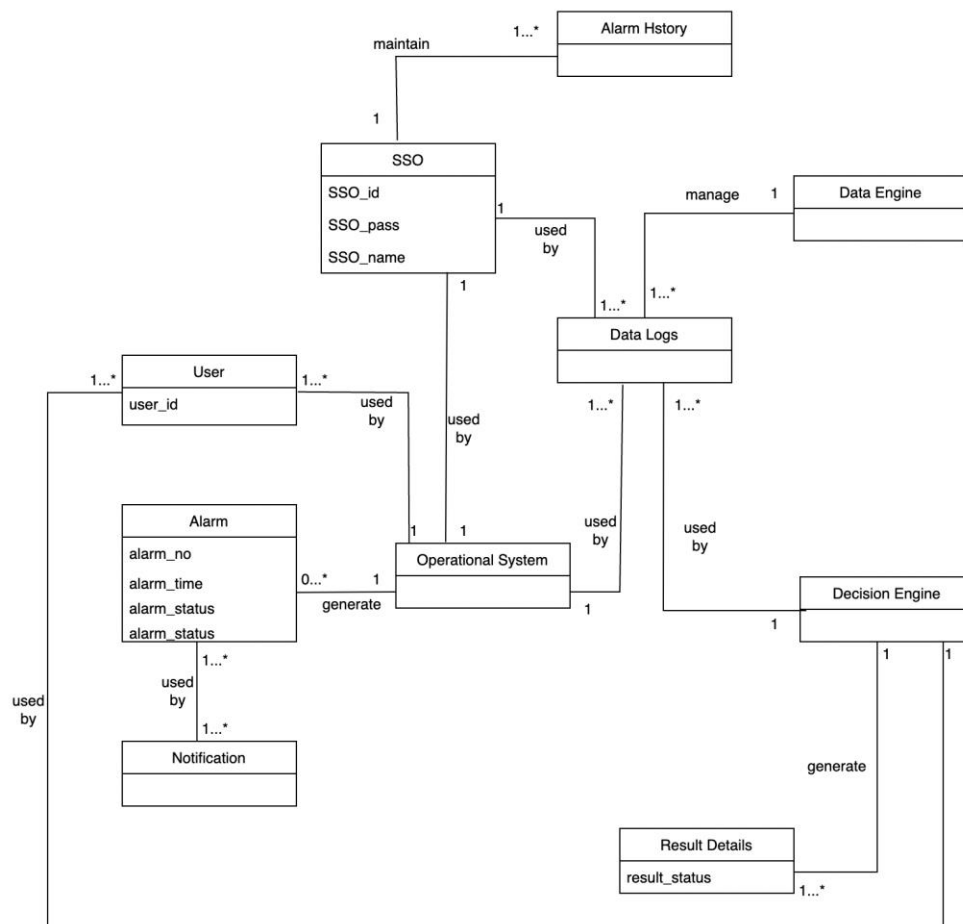 Alarm Hstory
1...*
maintain
1
SSO
SSO_id
SSO_pass
SSO_name
1
used
by
manage
1
Data Engine
1
1...*
1...*
Data Logs
1...*
User
user_id
1...*
used
by
used
by
1...*
1...*
Alarm
alarm_no
alarm_time
alarm_status
alarm_status
0...*
1
generate
1
1
Operational System
used
by
1
used
by
1
Decision Engine
1...*
used
by
1...*
Notification
used
by
1
1
generate
Result Details
result_status
1...*